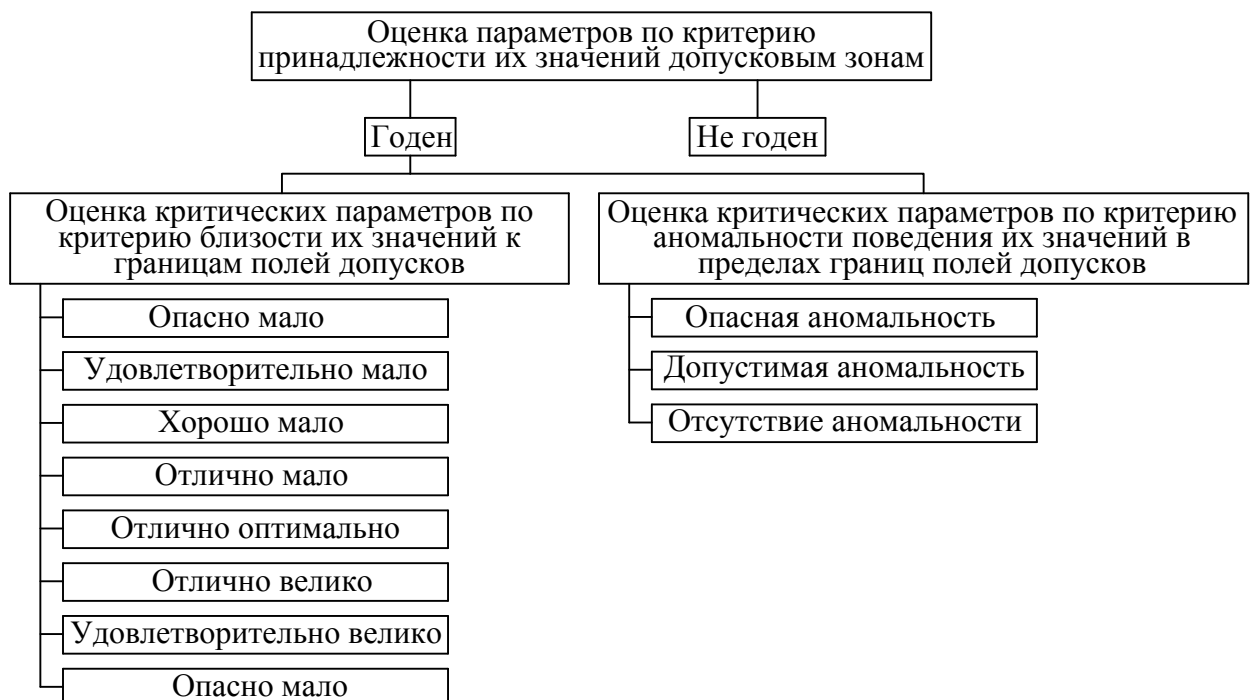 Оценка параметров по критерию
принадлежности их значений допусковым зонам
Годен
Не годен
Оценка критических параметров по
критерию близости их значений к
границам полей допусков
Опасно мало
Удовлетворительно мало
Хорошо мало
Отлично мало
Отлично оптимально
Отлично велико
Удовлетворительно велико
Опасно мало
Оценка критических параметров по критерию
аномальности поведения их значений в
пределах границ полей допусков
Опасная аномальность
Допустимая аномальность
Отсутствие аномальности